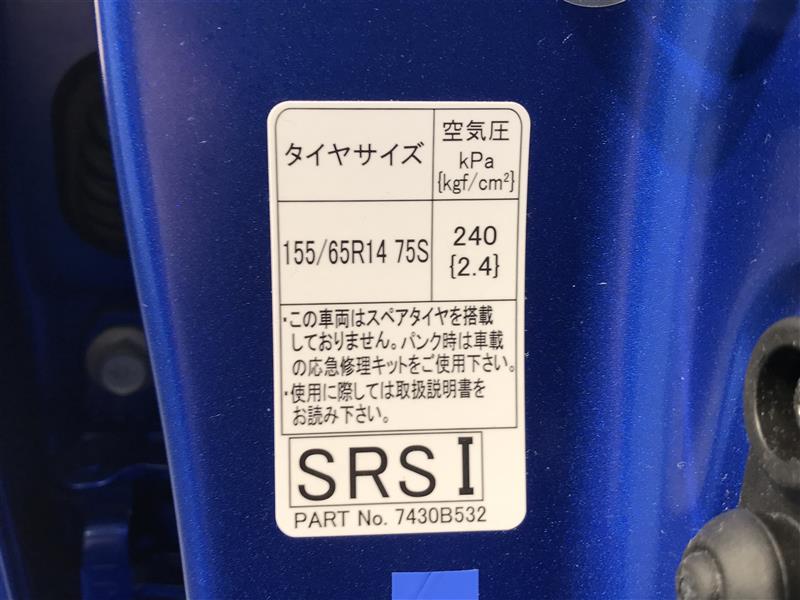 タイヤサイズ
空気圧
kPa
{kgf/cm²}
155/65R14 75S
240
{2.4}
・この車両はスペアタイヤを搭載
しておりません。パンク時は車載
の応急修理キットをご使用下さい。
・使用に際しては取扱説明書を
お読み下さい。
SRS I
PART No. 7430B532